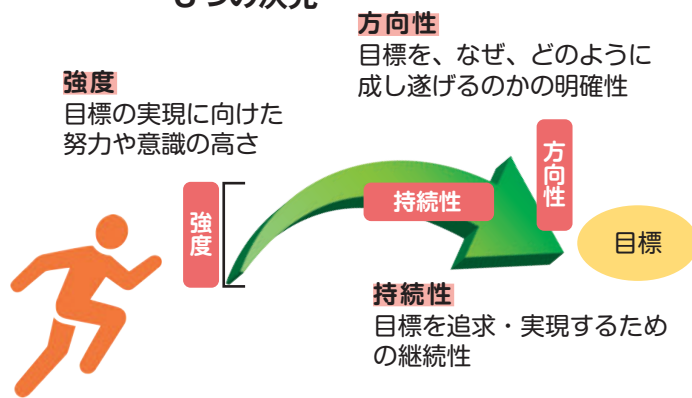 方向性
目標を、なぜ、どのように
成し遂げるのかの明確性
強度
目標の実現に向けた
努力や意識の高さ
強度
持続性
方向性
目標
持続性
目標を追求・実現するため
の継続性